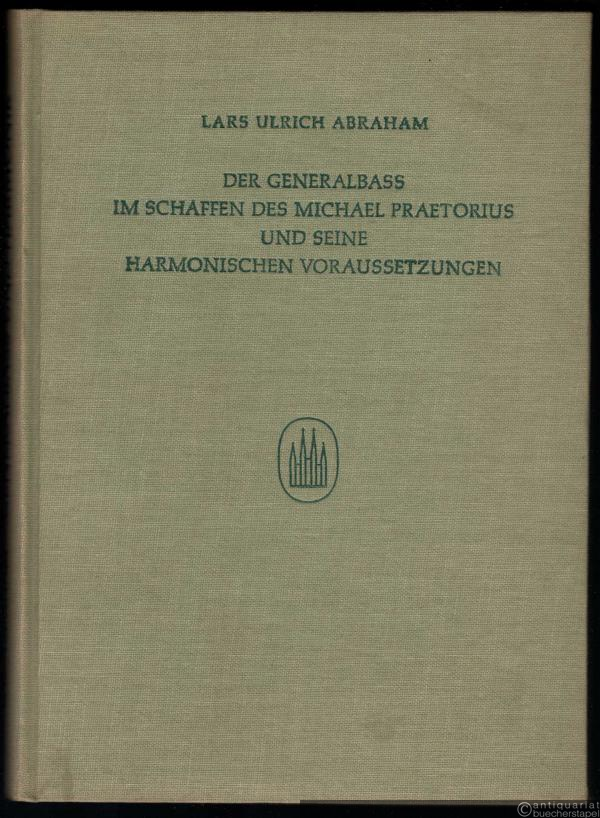 LARS ULRICH ABRAHAM
DER GENERALBASS
IM SCHAFFEN DES MICHAEL PRAETORIUS
UND SEINE
HARMONISCHEN VORAUSSETZUNGEN
©antiquariat
buecherstapel